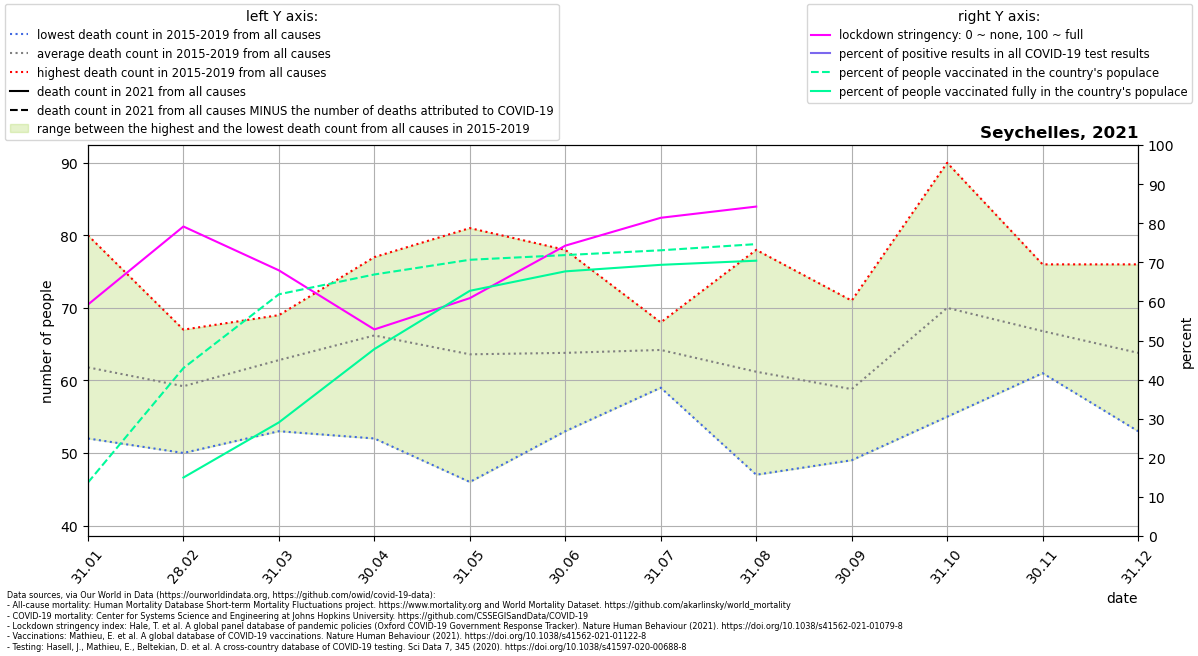 left Y axis:
lowest death count in 2015-2019 from all causes
average death count in 2015-2019 from all causes
highest death count in 2015-2019 from all causes
death count in 2021 from all causes
death count in 2021 from all causes MINUS the number of deaths attributed to COVID-19
range between the highest and the lowest death count from all causes in 2015-2019
right Y axis:
lockdown stringency: 0 ~ none, 100 ~ full
percent of positive results in all COVID-19 test results
percent of people vaccinated in the country's populace
percent of people vaccinated fully in the country's populace
Seychelles, 2021
number of people
90
80
70
60
50
40
100
90
80
70
60
50
40
30
20
10
0
percent
31.01
28.02
31.03
30.04
31.05
30.06
31.07
31.08
30.09
31.10
30.11
31.12
date
Data sources, via Our World in Data (https://ourworldindata.org, https://github.com/owid/covid-19-data):
- All-cause mortality: Human Mortality Database Short-term Mortality Fluctuations project. https://www.mortality.org and World Mortality Dataset. https://github.com/akarlinsky/world_mortality
- COVID-19 mortality: Center for Systems Science and Engineering at Johns Hopkins University. https://github.com/CSSEGISandData/COVID-19
- Lockdown stringency index: Hale, T. et al. A global panel database of pandemic policies (Oxford COVID-19 Government Response Tracker). Nature Human Behaviour (2021). https://doi.org/10.1038/s41562-021-01079-8
- Vaccinations: Mathieu, E. et al. A global database of COVID-19 vaccinations. Nature Human Behaviour (2021). https://doi.org/10.1038/s41562-021-01122-8
- Testing: Hasell, J., Mathieu, E., Beltekian, D. et al. A cross-country database of COVID-19 testing. Sci Data 7, 345 (2020). https://doi.org/10.1038/s41597-020-00688-8